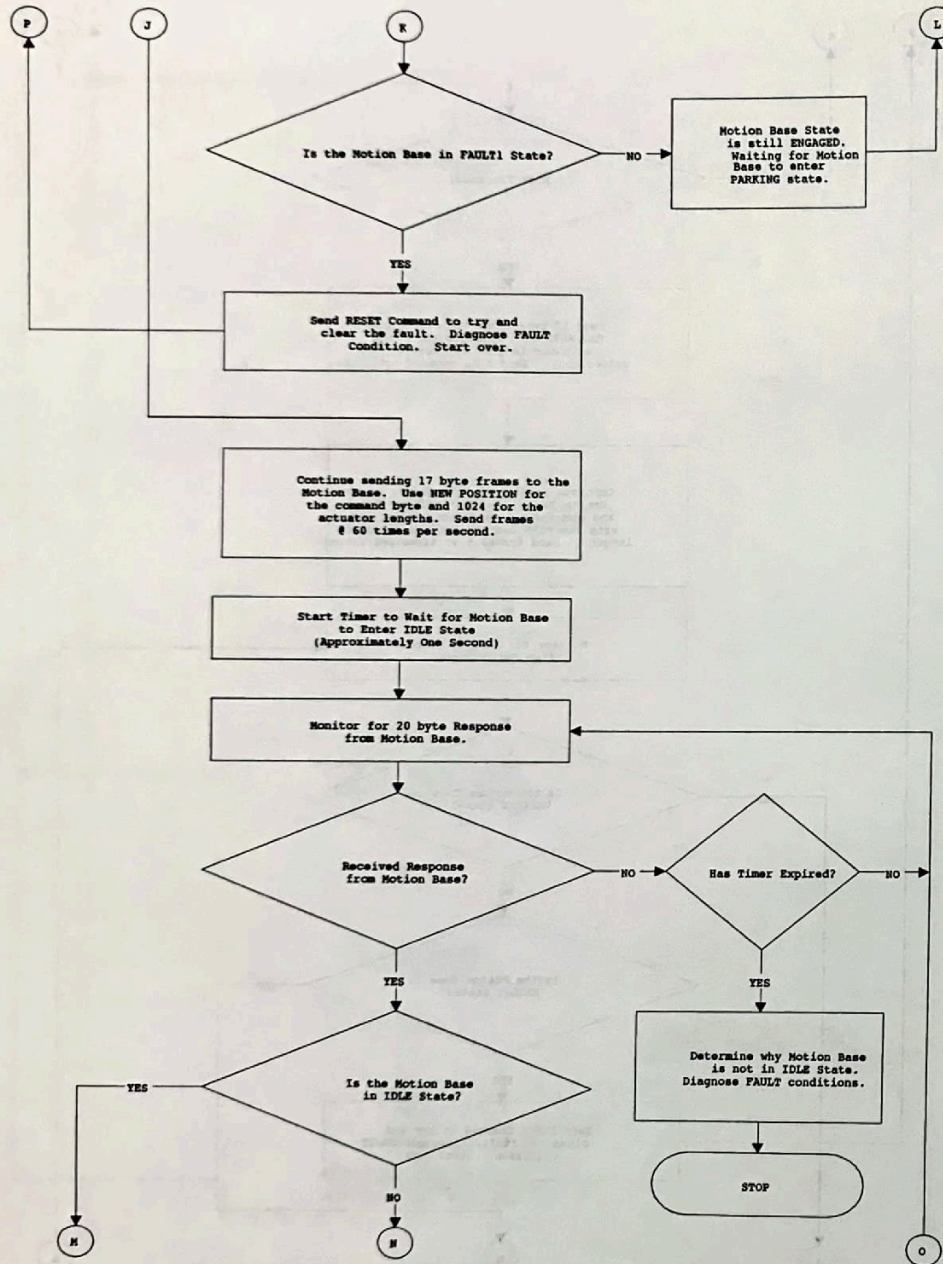 P
J
K
L
Is the Motion Base in FAULT1 State?
NO
Motion Base State
is still ENGAGED.
Waiting for Motion
Base to enter
PARKING state.
YES
Send RESET Command to try and
clear the fault. Diagnose FAULT
Condition. Start over.
Continue sending 17 byte frames to the
Motion Base. Use NEW POSITION for
the command byte and 1024 for the
actuator lengths. Send frames
@ 60 times per second.
Start Timer to Wait for Motion Base
to Enter IDLE State
(Approximately One Second)
Monitor for 20 byte Response
from Motion Base.
Received Response
from Motion Base?
NO
Has Timer Expired?
NO
YES
YES
Determine why Motion Base
is not in IDLE State.
Diagnose FAULT conditions.
Is the Motion Base
in IDLE State?
YES
NO
STOP
M
N
O